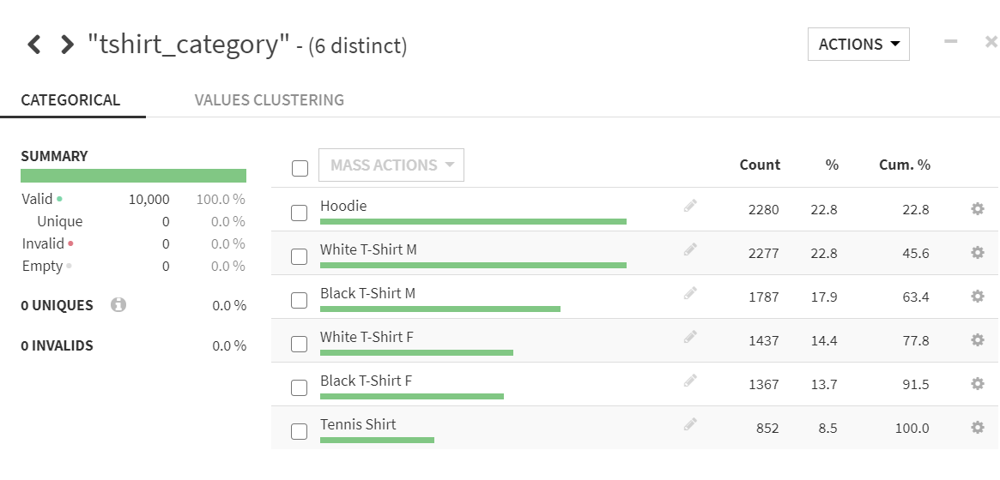 "tshirt_category" - (6 distinct)
ACTIONS
CATEGORICAL VALUES CLUSTERING
SUMMARY
Valid 10,000 100.0 %
Unique 0 0.0 %
Invalid 0 0.0 %
Empty 0 0.0 %
0 UNIQUES 0.0 %
0 INVALIDS 0.0 %
MASS ACTIONS Count % Cum. %
Hoodie 2280 22.8 22.8
White T-Shirt M 2277 22.8 45.6
Black T-Shirt M 1787 17.9 63.4
White T-Shirt F 1437 14.4 77.8
Black T-Shirt F 1367 13.7 91.5
Tennis Shirt 852 8.5 100.0